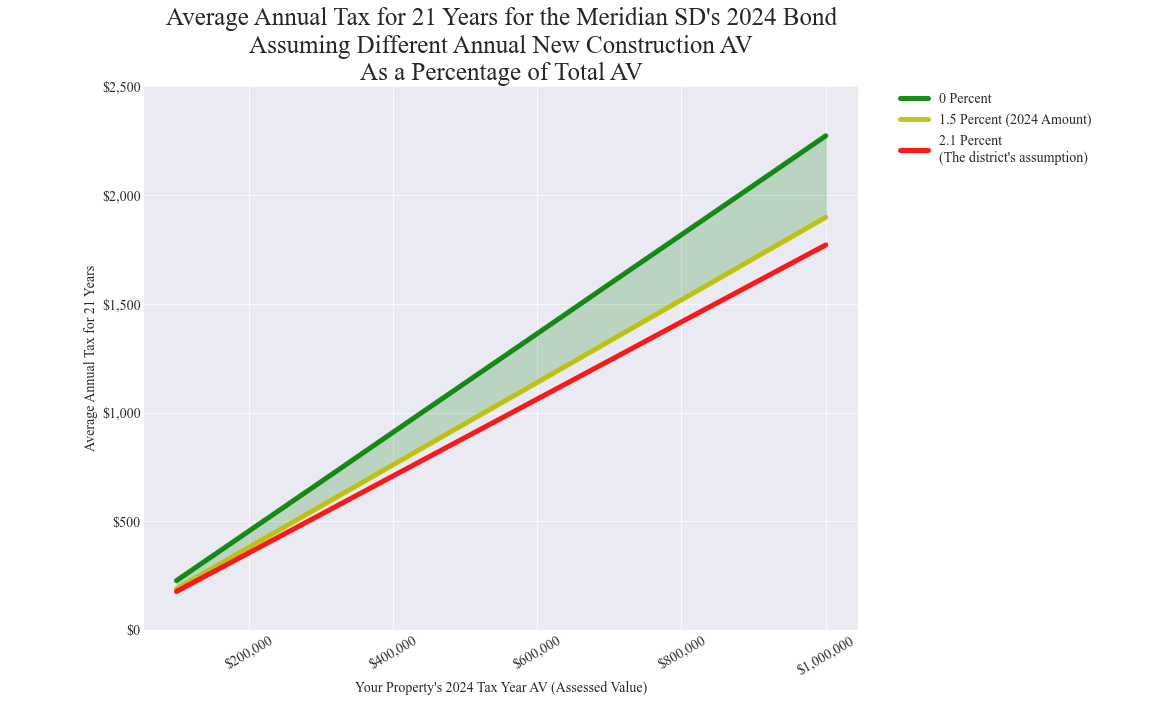 Average Annual Tax for 21 Years for the Meridian SD's 2024 Bond
Assuming Different Annual New Construction AV
As a Percentage of Total AV
$2,500
$2,000
$1,500
$1,000
$500
$0
Average Annual Tax for 21 Years
$200,000
$400,000
$600,000
$800,000
$1,000,000
Your Property's 2024 Tax Year AV (Assessed Value)
0 Percent
1.5 Percent (2024 Amount)
2.1 Percent
(The district's assumption)